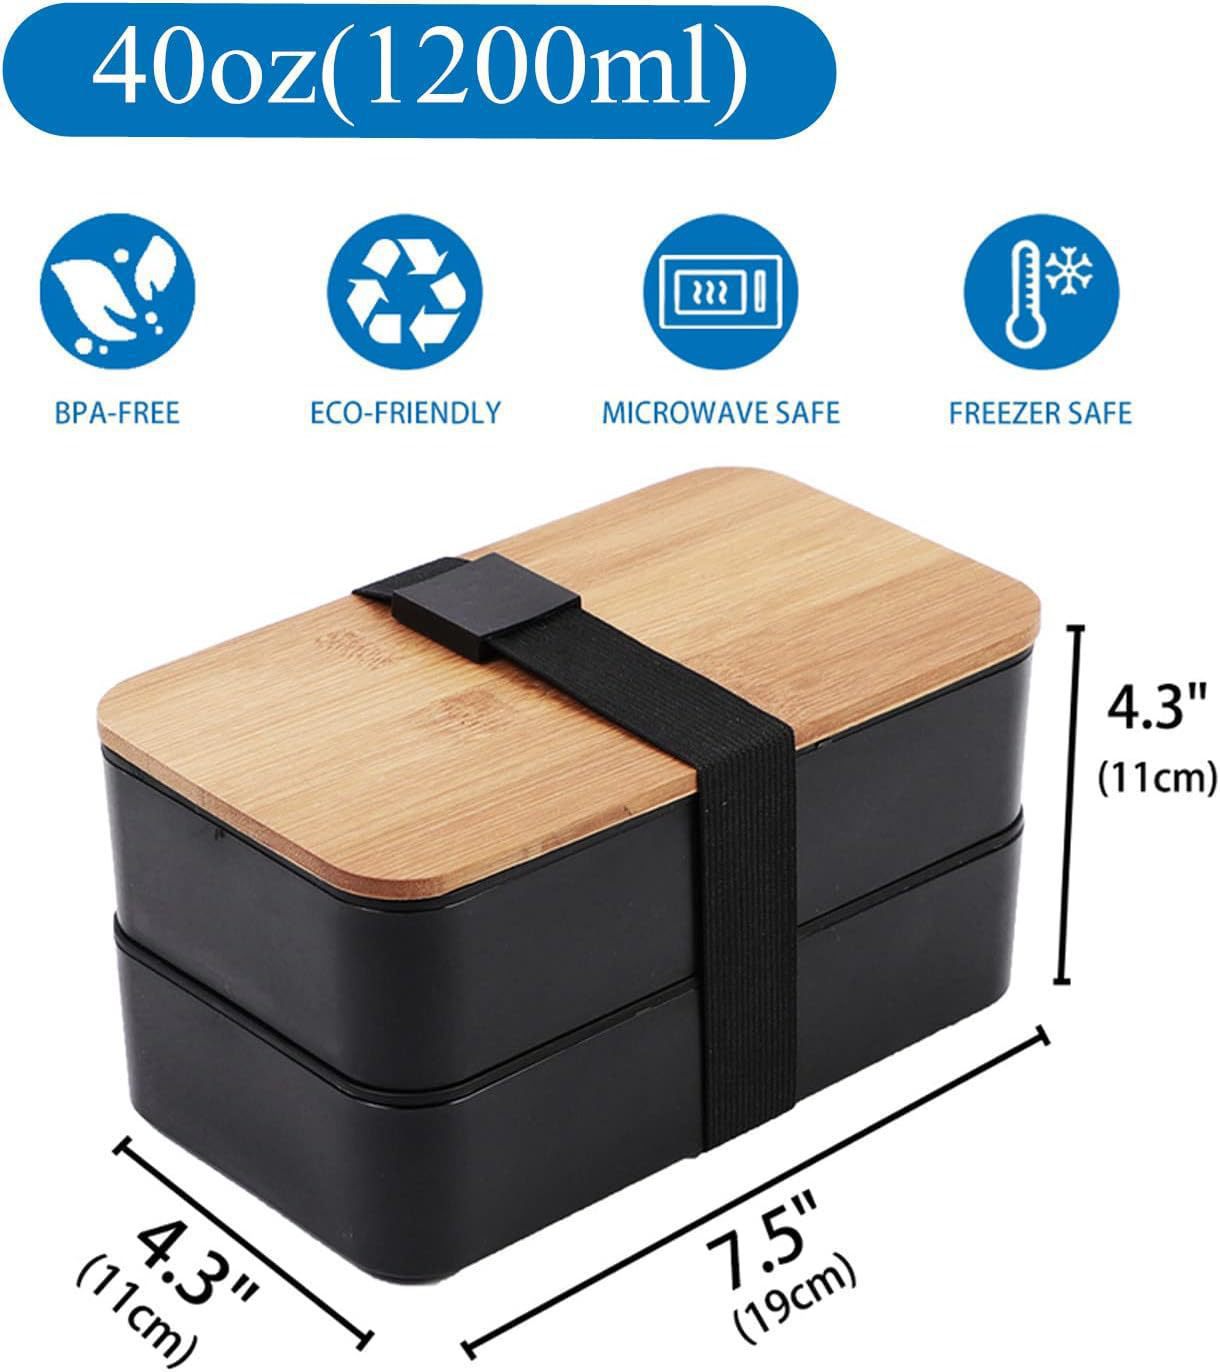 40oz(1200ml)
BPA-FREE
ECO-FRIENDLY
MICROWAVE SAFE
FREEZER SAFE
4.3"
(11cm)
4.3"
(11cm)
7.5"
(19cm)